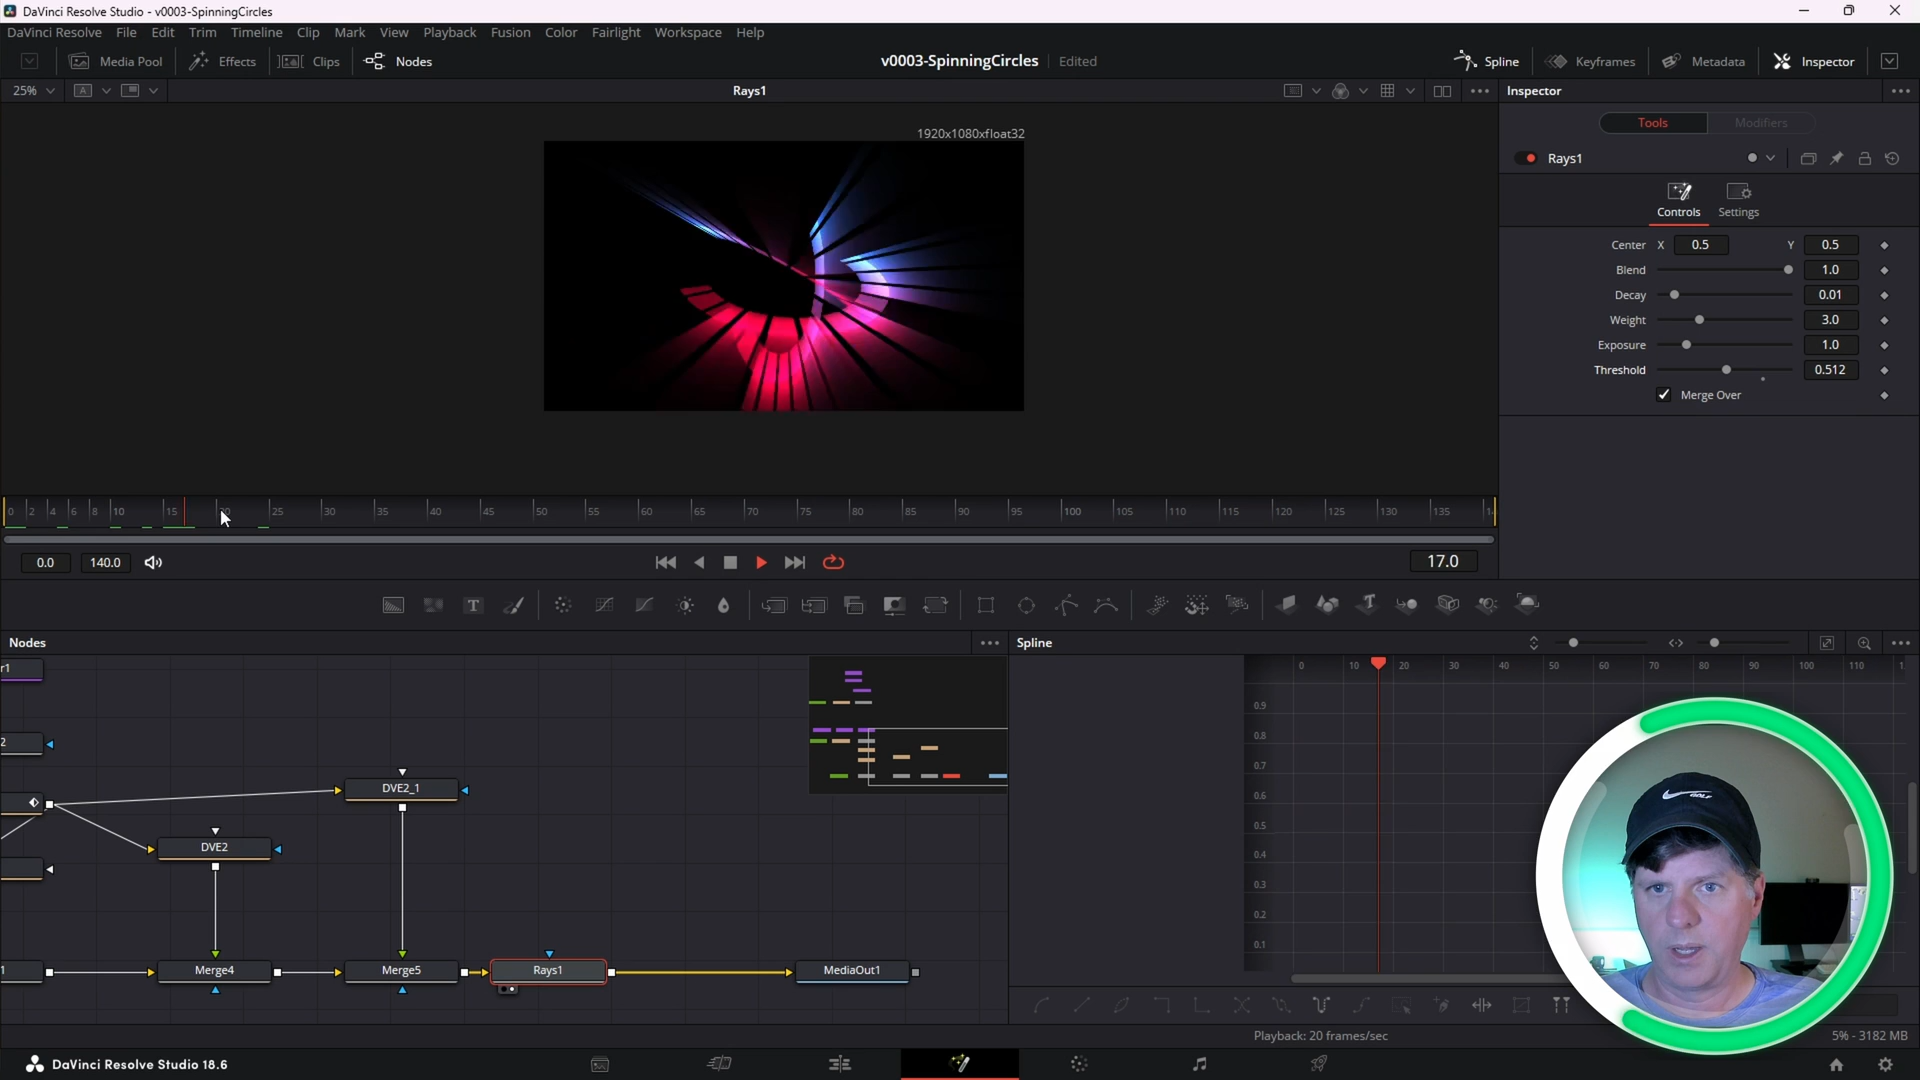 DaVinci Resolve Studio - v0003-SpinningCircles
DaVinci Resolve File Edit Trim Timeline Clip Mark View Playback Fusion Color Fairlight Workspace Help
Media Pool Effects Clips Nodes v0003-SpinningCircles Edited Spline Keyframes Metadata Inspector
25% A Rays1 Inspector
Tools Modifiers
1920x1080xfloat32
Rays1
Controls Settings
Center X 0.5 Y 0.5
Blend 1.0
Decay 0.01
Weight 3.0
Exposure 1.0
Threshold 0.512
Merge Over
0 2 4 6 8 10 15 20 25 30 35 40 45 50 55 60 65 70 75 80 85 90 95 100 105 110 115 120 125 130 135
0.0 140.0 17.0
T T
Nodes Spline
r1
0 10 20 30 40 50 60 70 80 90 100 110
0.9
2
0.8
0.7
DVE2_1
0.6
0.5
DVE2
0.4
0.3
0.2
0.1
1 Merge4 Merge5 Rays1 MediaOut1
Playback: 20 frames/sec 5% - 3182 MB
DaVinci Resolve Studio 18.6
GOLF